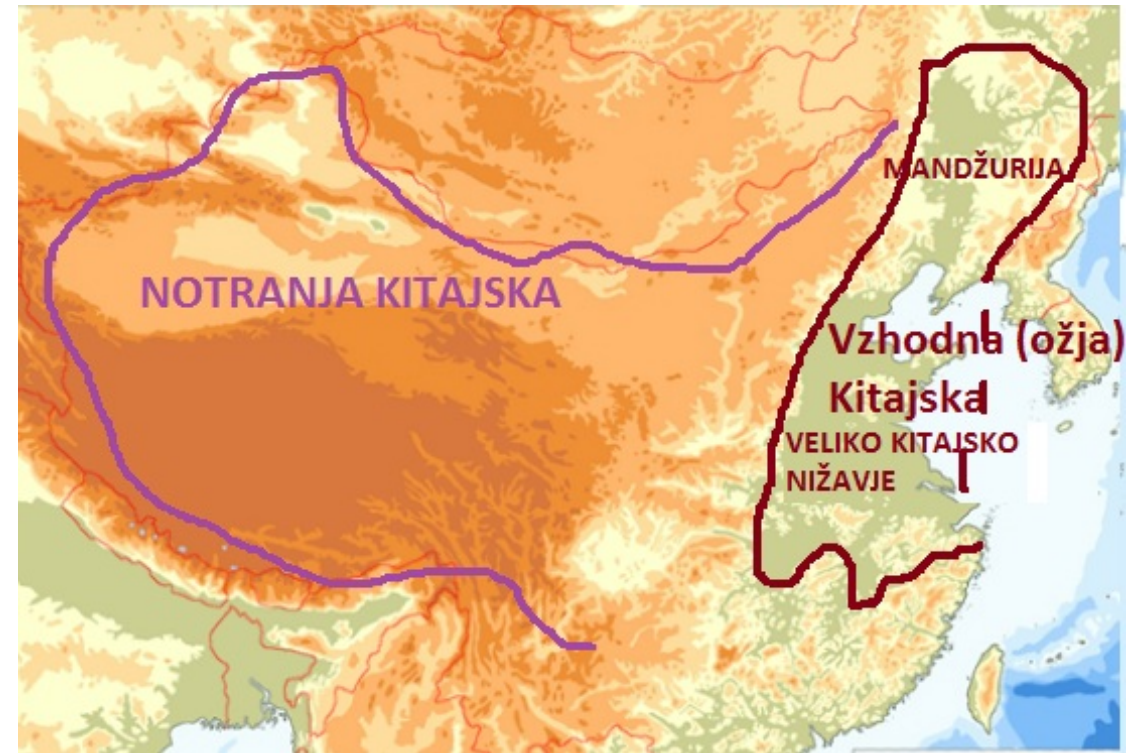 MANDŽURIJA
NOTRANJA KITAJSKA
Vzhodna (ožja)
Kitajska
VELIKO KITAJSKO
NIŽAVJE